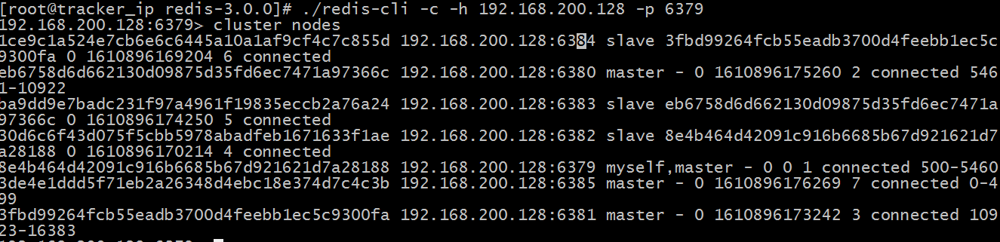 [root@tracker_ip redis-3.0.0]# ./redis-cli -c -h 192.168.200.128 -p 6379
192.168.200.128:6379> cluster nodes
1ce9c1a524e7cb6e6c6445a10a1af9cf4c7c855d 192.168.200.128:6384 slave 3fbd99264fcb55eadb3700d4feebb1ec5c
9300fa 0 1610896169204 6 connected
eb6758d6d662130d09875d35fd6ec7471a97366c 192.168.200.128:6380 master - 0 1610896175260 2 connected 546
1-10922
ba9dd9e7badc231f97a4961f19835eccb2a76a24 192.168.200.128:6383 slave eb6758d6d662130d09875d35fd6ec7471a
97366c 0 1610896174250 5 connected
30d6c6f43d075f5cbb5978abadfeb1671633f1ae 192.168.200.128:6382 slave 8e4b464d42091c916b6685b67d921621d7
a28188 0 1610896170214 4 connected
8e4b464d42091c916b6685b67d921621d7a28188 192.168.200.128:6379 myself,master - 0 0 1 connected 500-5460
3de4e1ddd5f71eb2a26348d4ebc18e374d7c4c3b 192.168.200.128:6385 master - 0 1610896176269 7 connected 0-4
99
3fbd99264fcb55eadb3700d4feebb1ec5c9300fa 192.168.200.128:6381 master - 0 1610896173242 3 connected 109
23-16383